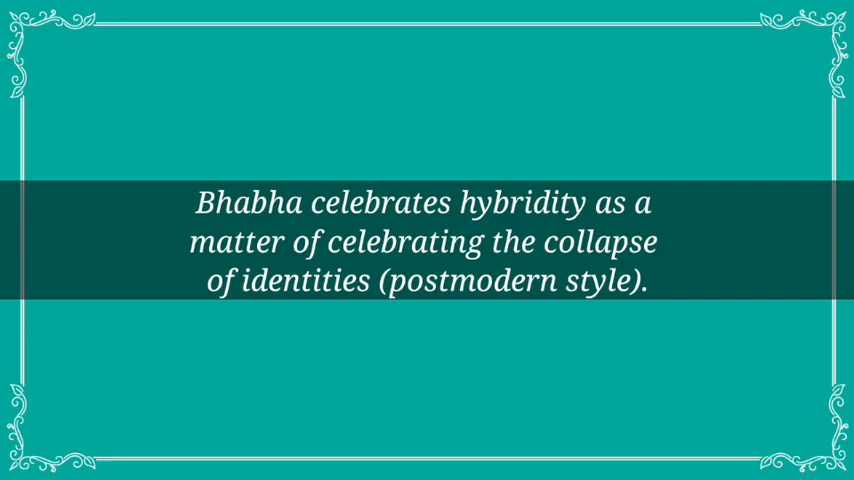 Bhabha celebrates hybridity as a
matter of celebrating the collapse
of identities (postmodern style).